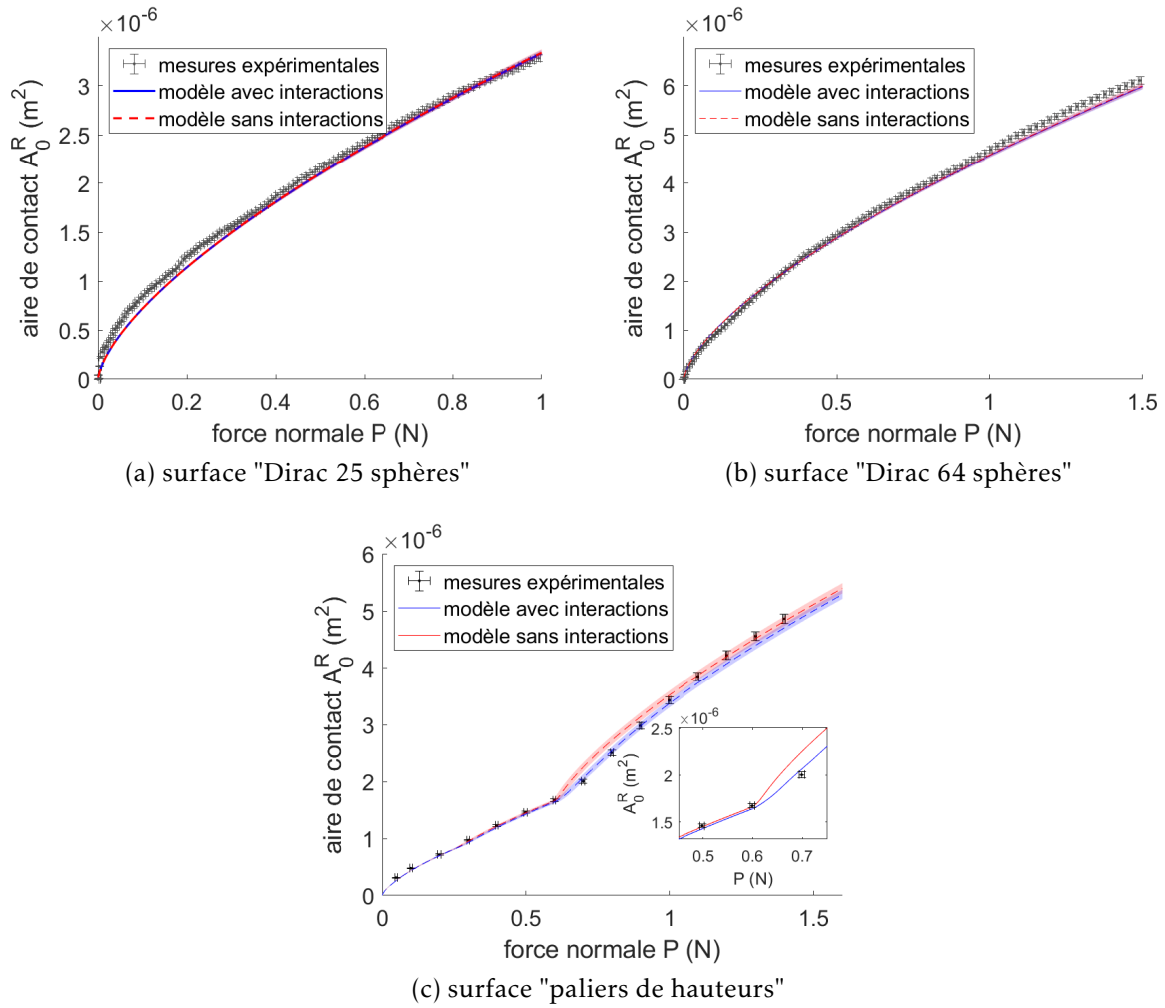 ×10⁻⁶
mesures expérimentales
modèle avec interactions
modèle sans interactions
3
2.5
2
1.5
1
0.5
0
aire de contact A₀ᴿ (m²)
0 0.2 0.4 0.6 0.8 1
force normale P (N)
(a) surface "Dirac 25 sphères"
×10⁻⁶
mesures expérimentales
modèle avec interactions
modèle sans interactions
6
5
4
3
2
1
0
aire de contact A₀ᴿ (m²)
0 0.5 1 1.5
force normale P (N)
(b) surface "Dirac 64 sphères"
×10⁻⁶
mesures expérimentales
modèle avec interactions
modèle sans interactions
6
5
4
3
2
1
0
aire de contact A₀ᴿ (m²)
×10⁻⁶
2.5
2
1.5
A₀ᴿ (m²)
0.5 0.6 0.7
P (N)
0 0.5 1 1.5
force normale P (N)
(c) surface "paliers de hauteurs"